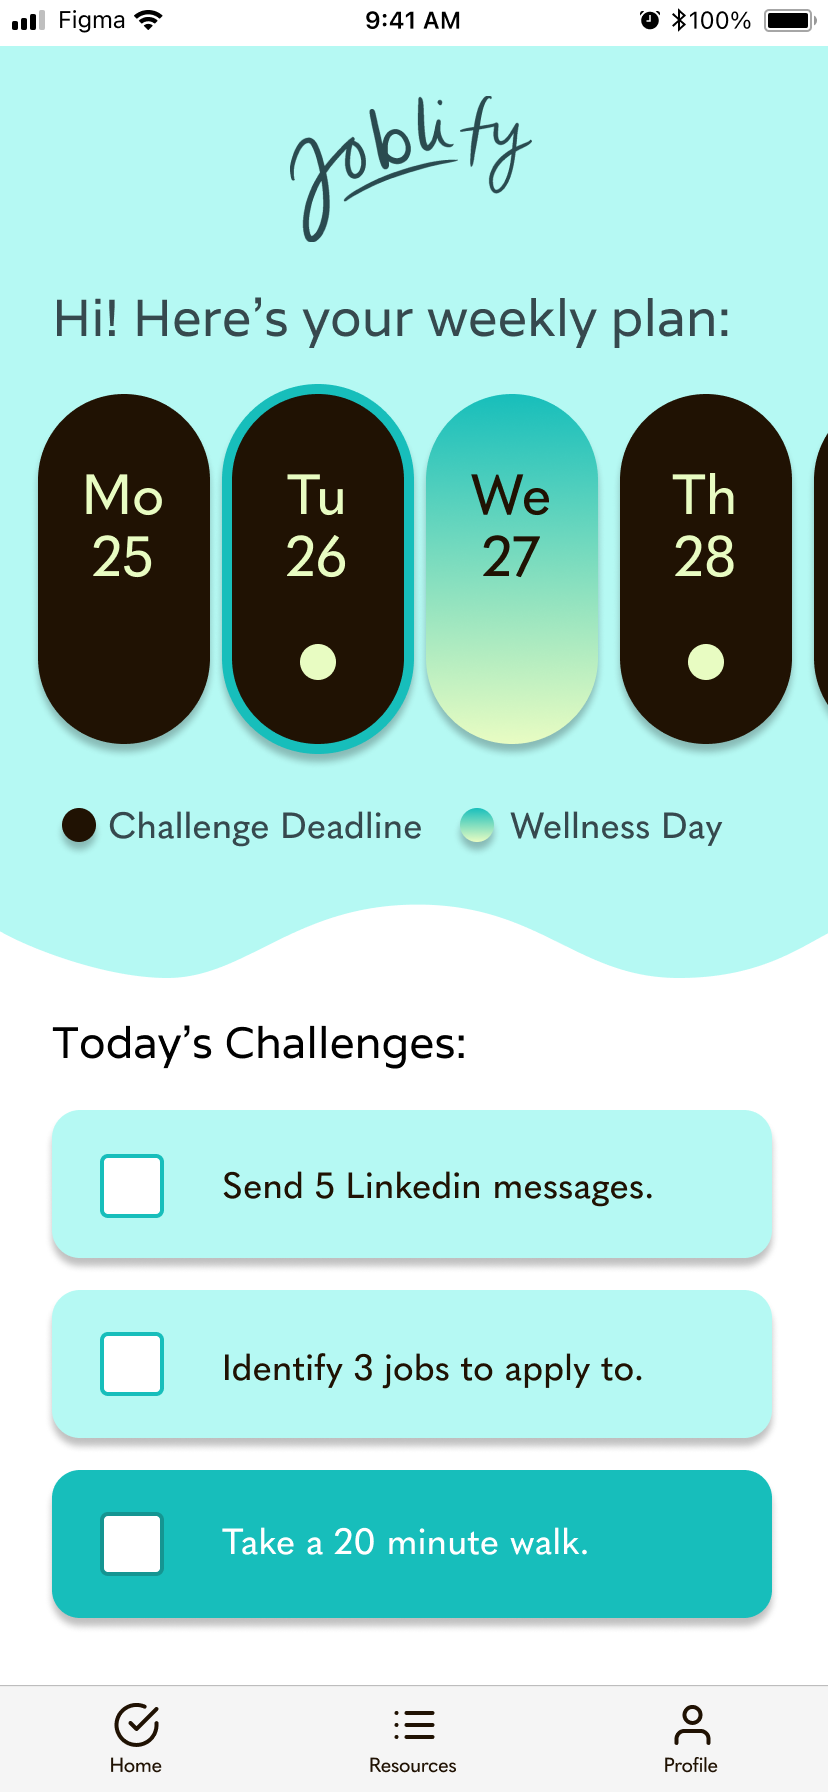 Figma 9:41 AM 100%
Joblify
Hi! Here’s your weekly plan:
Mo Tu We Th
25 26 27 28
Challenge Deadline Wellness Day
Today’s Challenges:
Send 5 Linkedin messages.
Identify 3 jobs to apply to.
Take a 20 minute walk.
Home Resources Profile